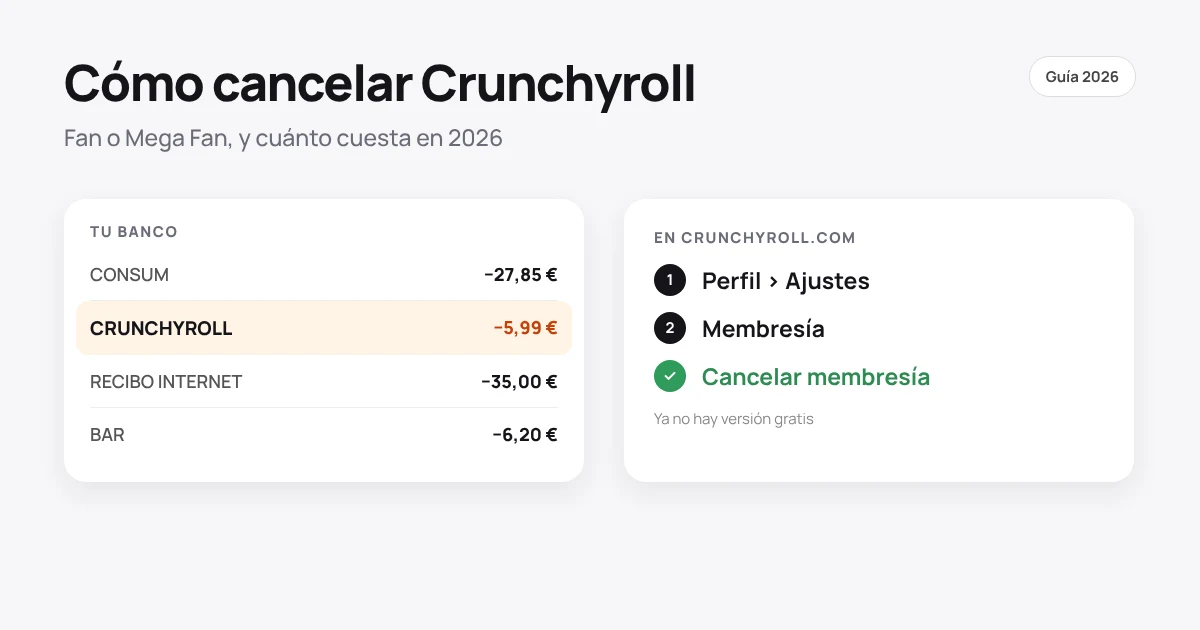 Cómo cancelar Crunchyroll
Guía 2026
Fan o Mega Fan, y cuánto cuesta en 2026
TU BANCO
CONSUM −27,85 €
CRUNCHYROLL −5,99 €
RECIBO INTERNET −35,00 €
BAR −6,20 €
EN CRUNCHYROLL.COM
1 Perfil > Ajustes
2 Membresía
✓ Cancelar membresía
Ya no hay versión gratis